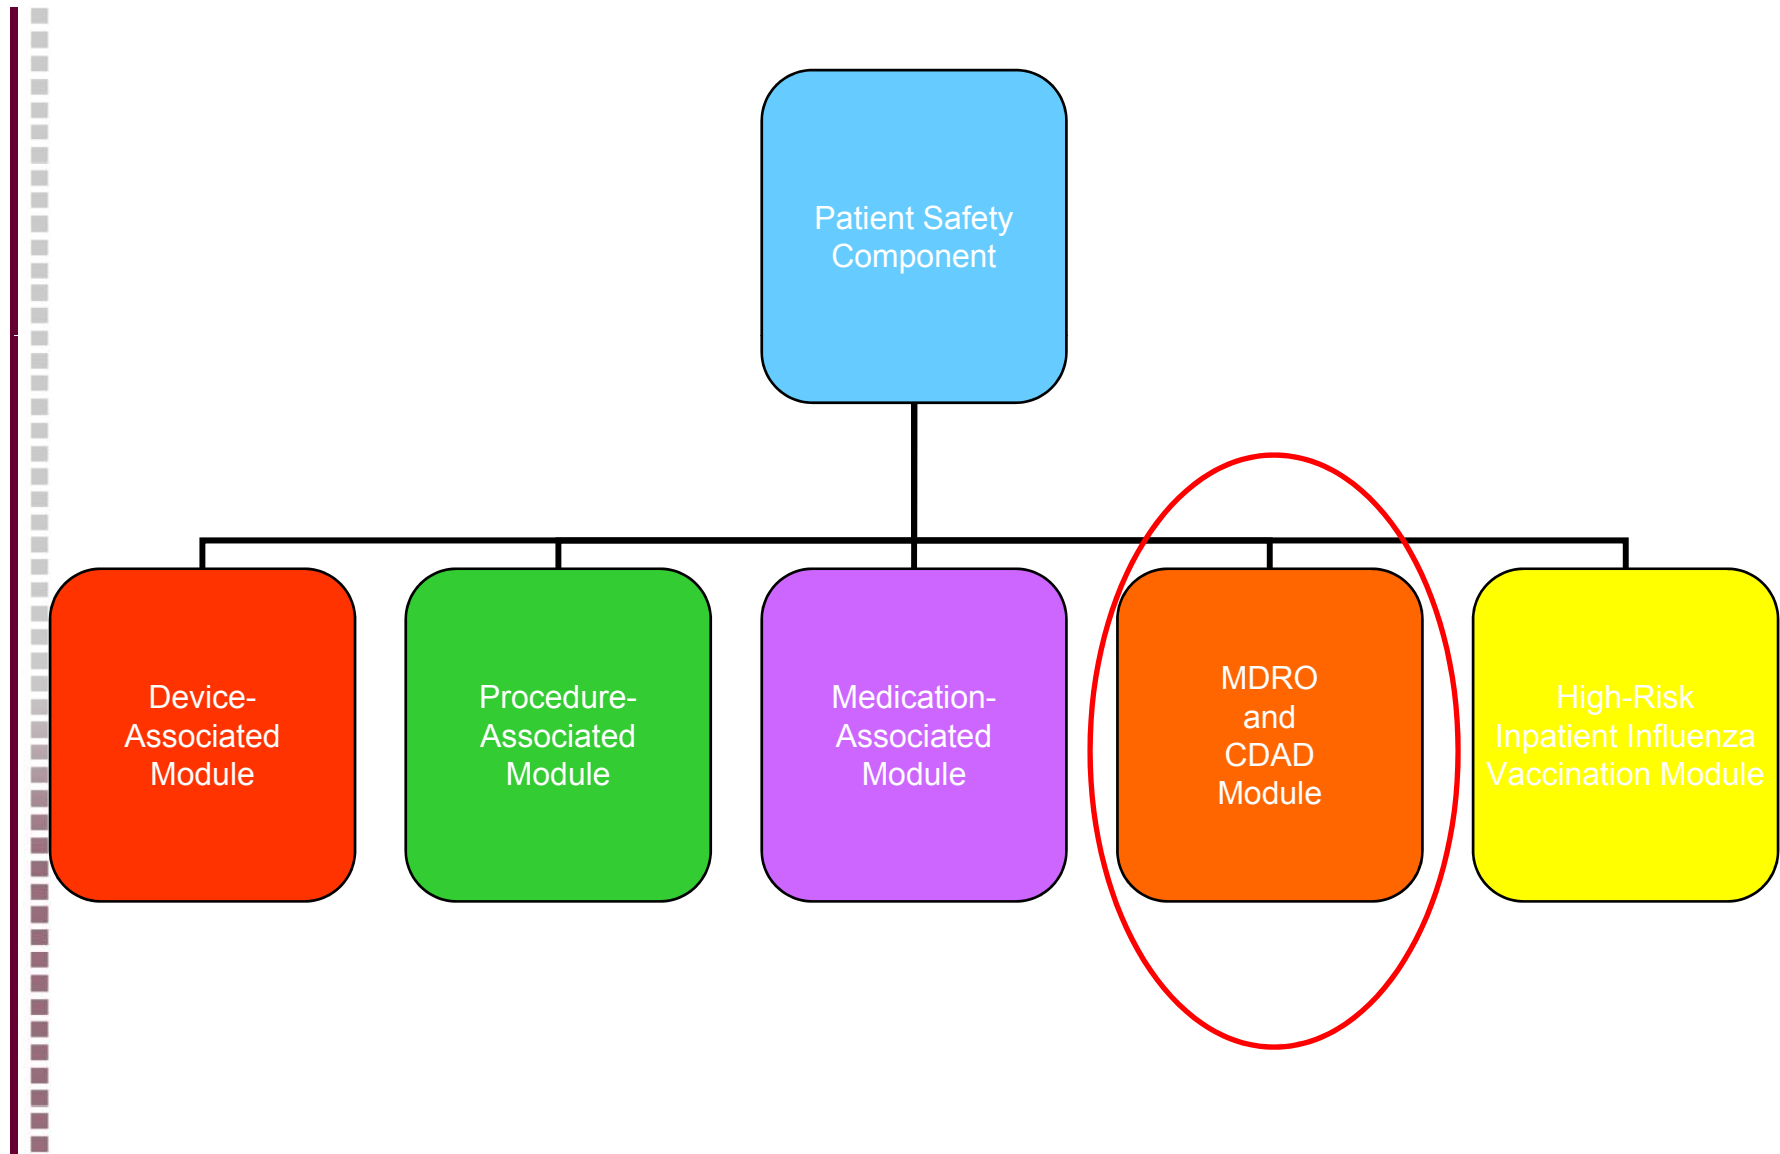 Patient Safety
Component
Device-
Associated
Module
Procedure-
Associated
Module
Medication-
Associated
Module
MDRO
and
CDAD
Module
High-Risk
Inpatient Influenza
Vaccination Module